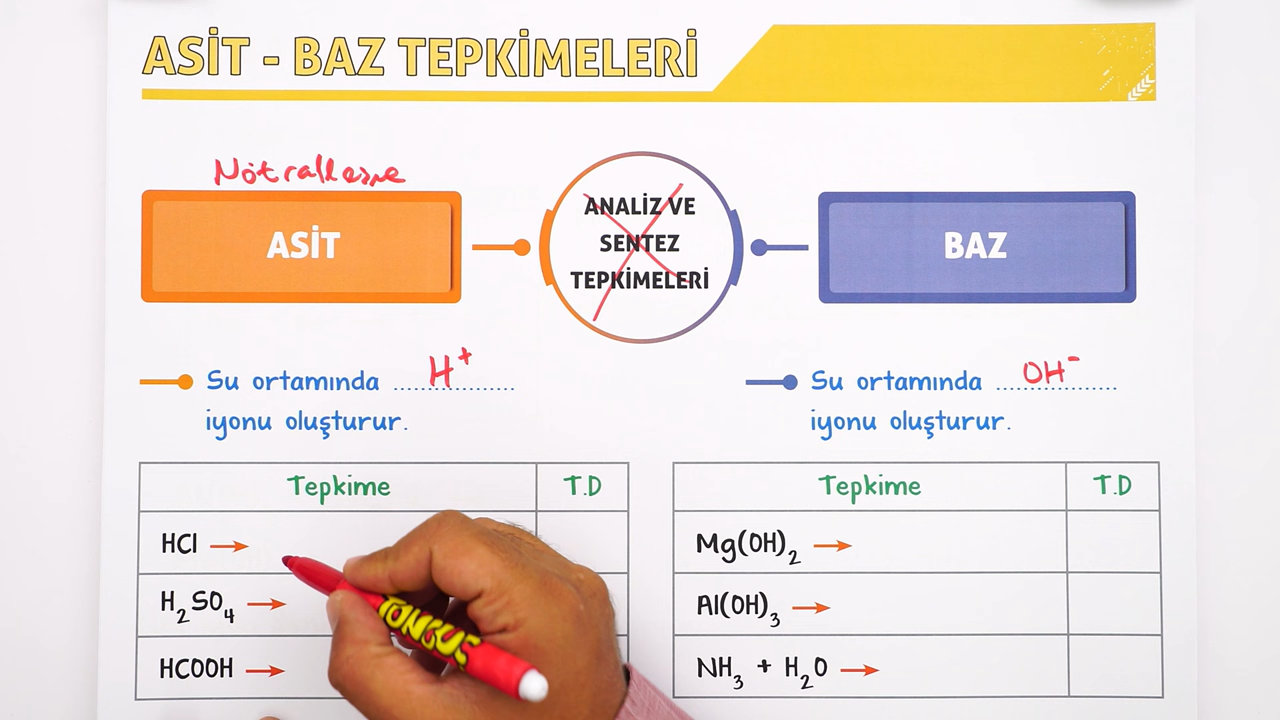 ASİT - BAZ TEPKİMELERİ
Nötralleşme
ASİT
ANALİZ VE
SENTEZ
TEPKİMELERİ
BAZ
Su ortamında ....H⁺....
iyonu oluşturur.
Su ortamında ....OH⁻....
iyonu oluşturur.
Tepkime T.D
HCl →
H₂SO₄ →
HCOOH →
Tepkime T.D
Mg(OH)₂ →
Al(OH)₃ →
NH₃ + H₂O →
TONGUÇ